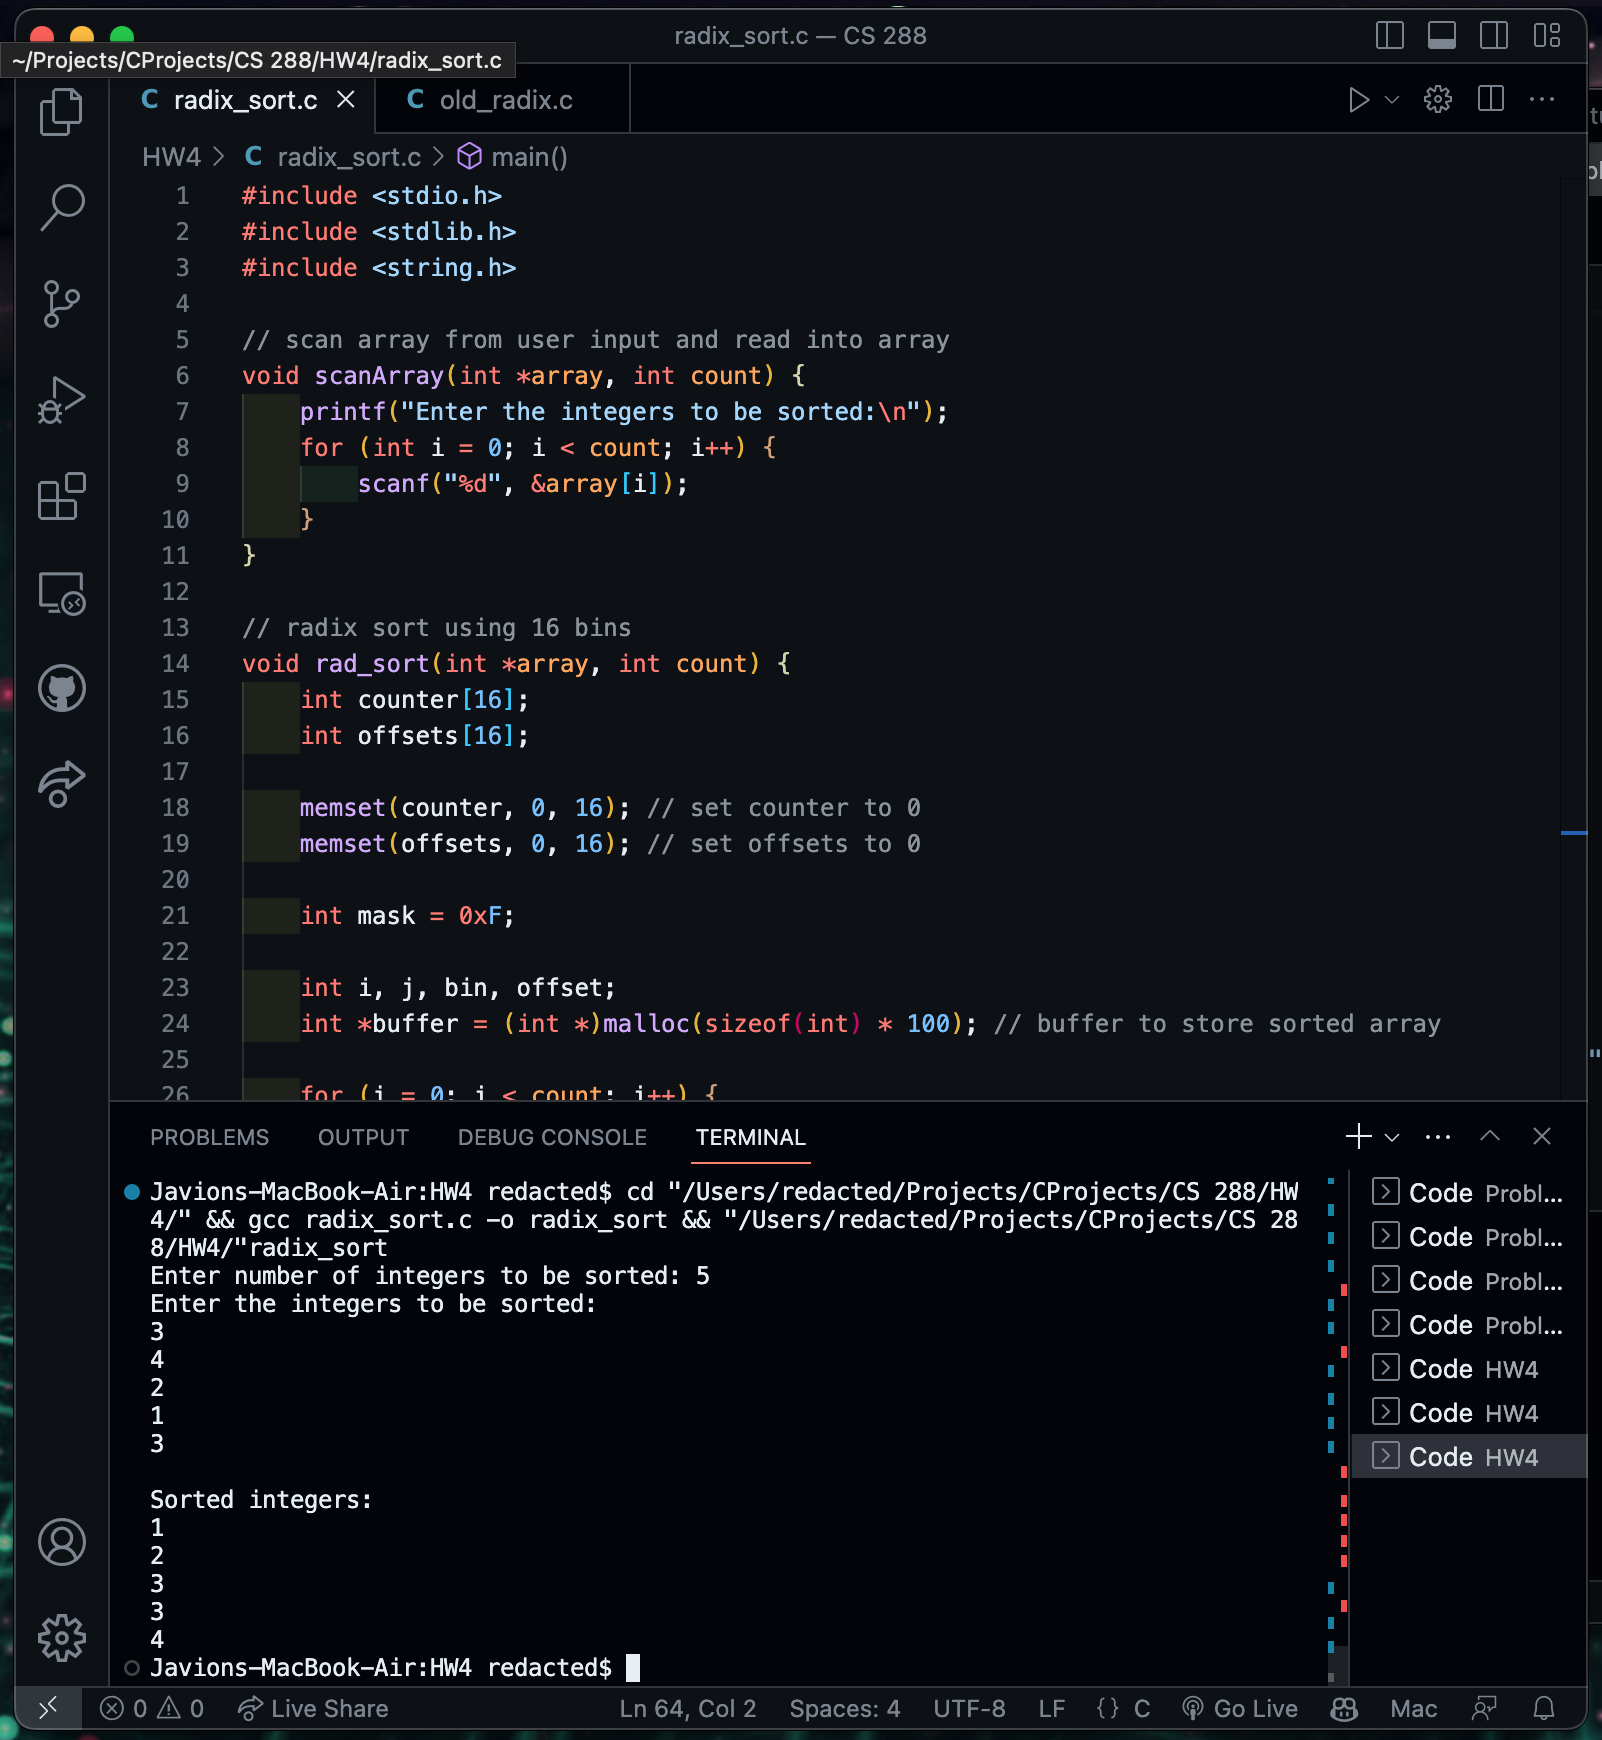 radix_sort.c — CS 288
~/Projects/CProjects/CS 288/HW4/radix_sort.c
C radix_sort.c
C old_radix.c
HW4 > C radix_sort.c > main()
1 #include <stdio.h>
2 #include <stdlib.h>
3 #include <string.h>
4
5 // scan array from user input and read into array
6 void scanArray(int *array, int count) {
7 printf("Enter the integers to be sorted:\n");
8 for (int i = 0; i < count; i++) {
9 scanf("%d", &array[i]);
10 }
11 }
12
13 // radix sort using 16 bins
14 void rad_sort(int *array, int count) {
15 int counter[16];
16 int offsets[16];
17
18 memset(counter, 0, 16); // set counter to 0
19 memset(offsets, 0, 16); // set offsets to 0
20
21 int mask = 0xF;
22
23 int i, j, bin, offset;
24 int *buffer = (int *)malloc(sizeof(int) * 100); // buffer to store sorted array
25
26 for (i = 0; i < count; i++) {
PROBLEMS OUTPUT DEBUG CONSOLE TERMINAL
Javions-MacBook-Air:HW4 redacted$ cd "/Users/redacted/Projects/CProjects/CS 288/HW
4/" && gcc radix_sort.c -o radix_sort && "/Users/redacted/Projects/CProjects/CS 28
8/HW4/"radix_sort
Enter number of integers to be sorted: 5
Enter the integers to be sorted:
3
4
2
1
3
Sorted integers:
1
2
3
3
4
Javions-MacBook-Air:HW4 redacted$
Code Probl...
Code Probl...
Code Probl...
Code Probl...
Code HW4
Code HW4
Code HW4
0 0 Live Share Ln 64, Col 2 Spaces: 4 UTF-8 LF {} C Go Live Mac